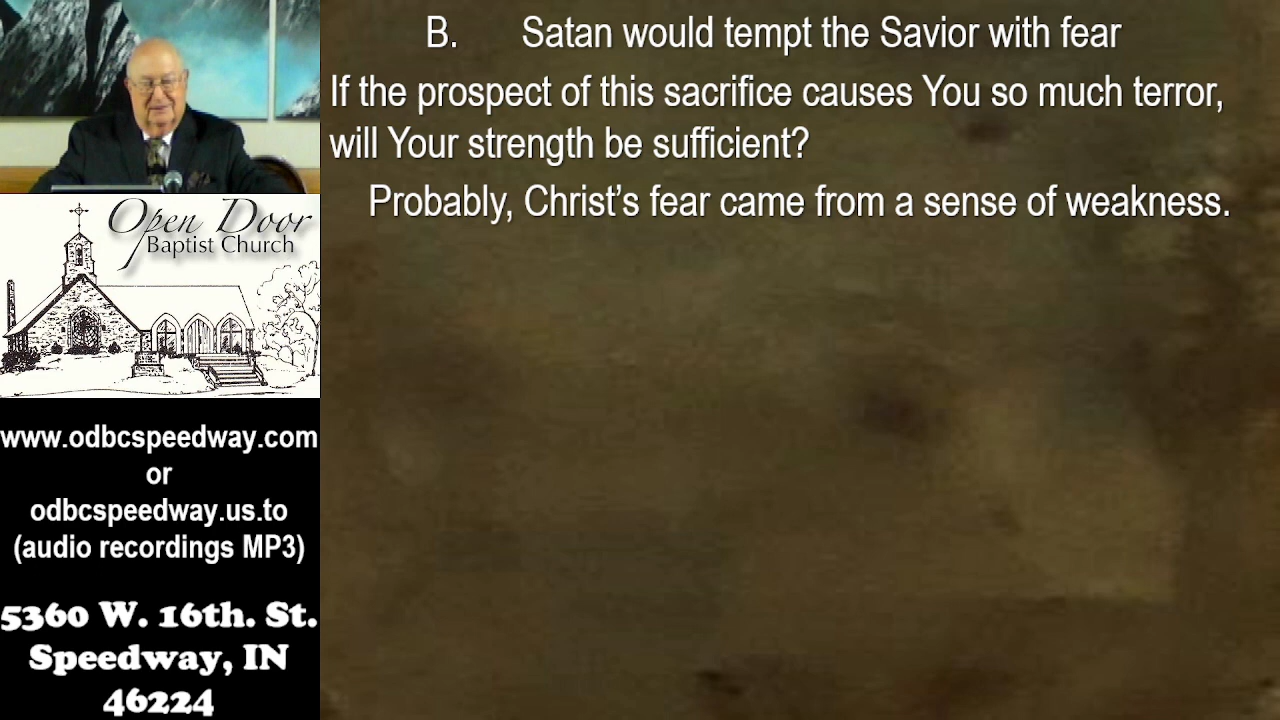 B. Satan would tempt the Savior with fear
If the prospect of this sacrifice causes You so much terror,
will Your strength be sufficient?
Probably, Christ's fear came from a sense of weakness.
Open Door
Baptist Church
www.odbcspeedway.com
or
odbcspeedway.us.to
(audio recordings MP3)
5360 W. 16th. St.
Speedway, IN
46224